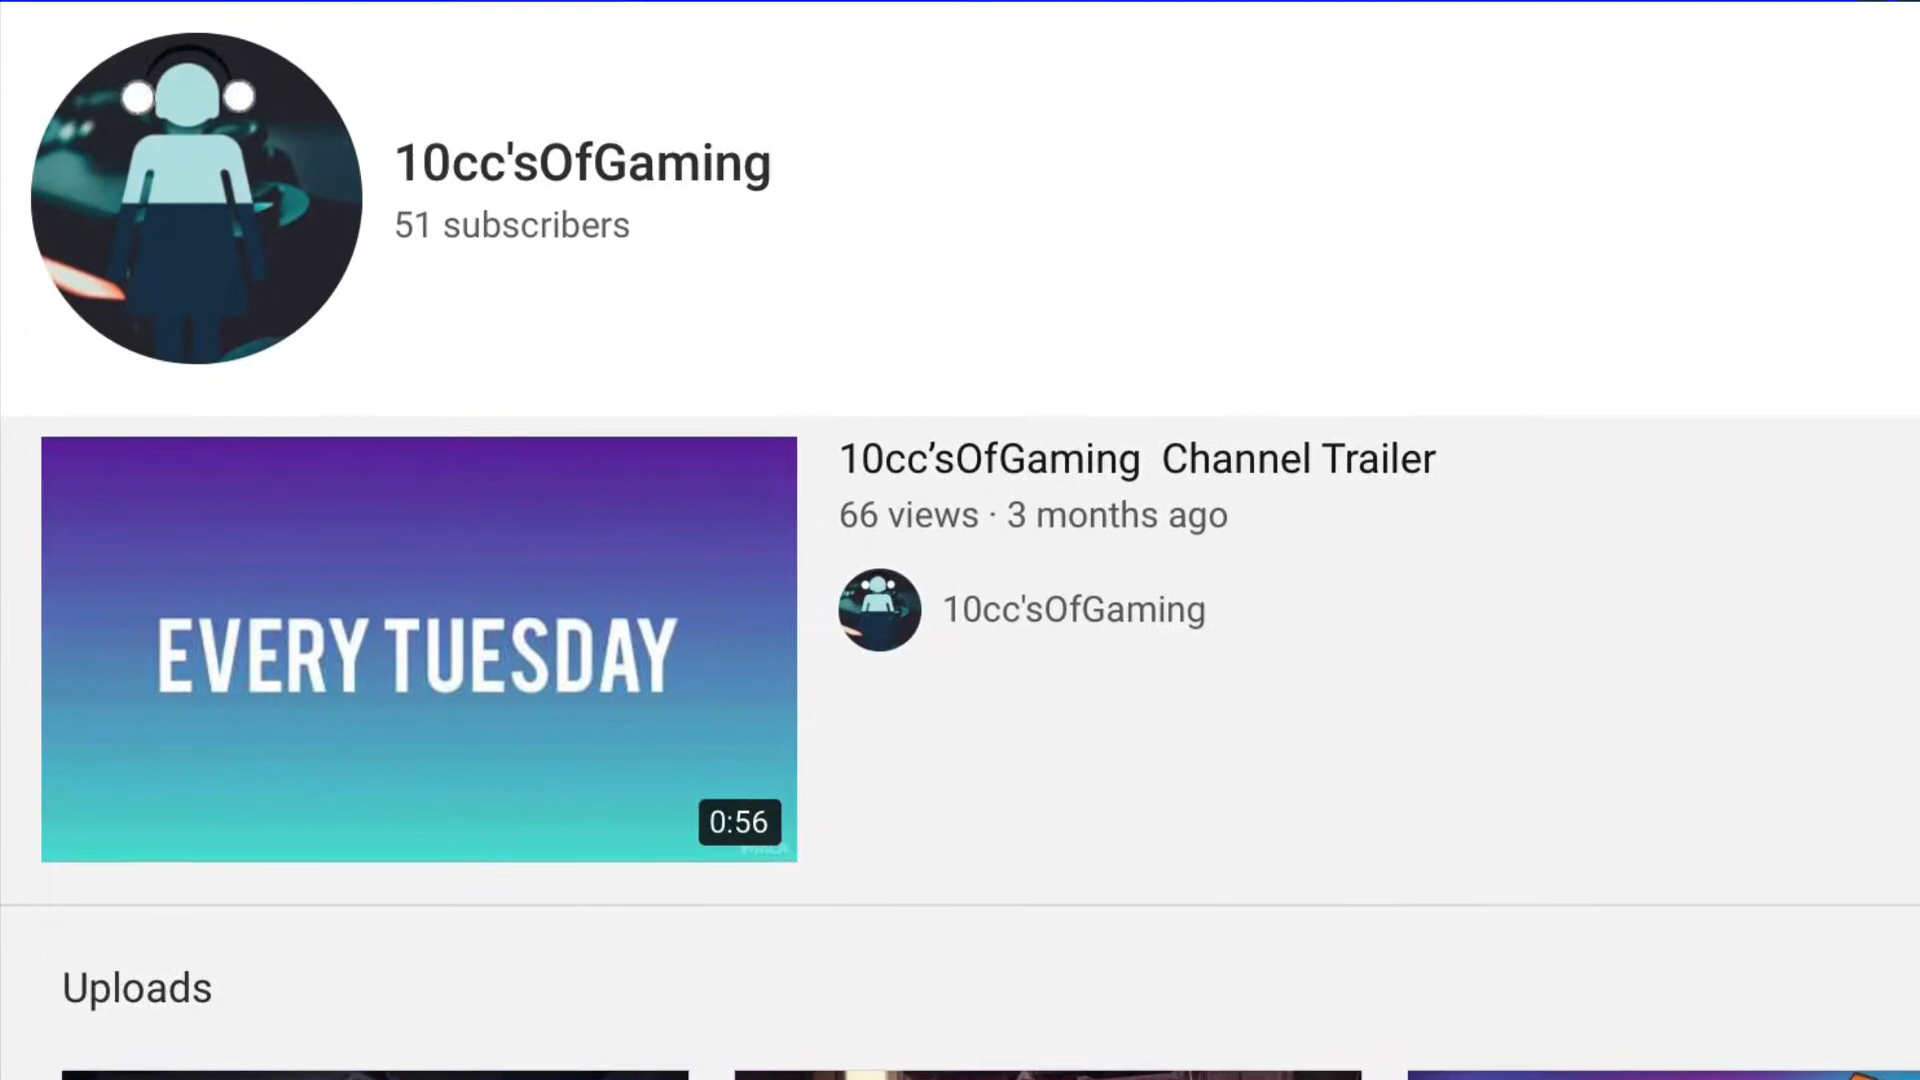 10cc'sOfGaming
51 subscribers
10cc’sOfGaming Channel Trailer
66 views · 3 months ago
10cc'sOfGaming
EVERY TUESDAY
0:56
Uploads